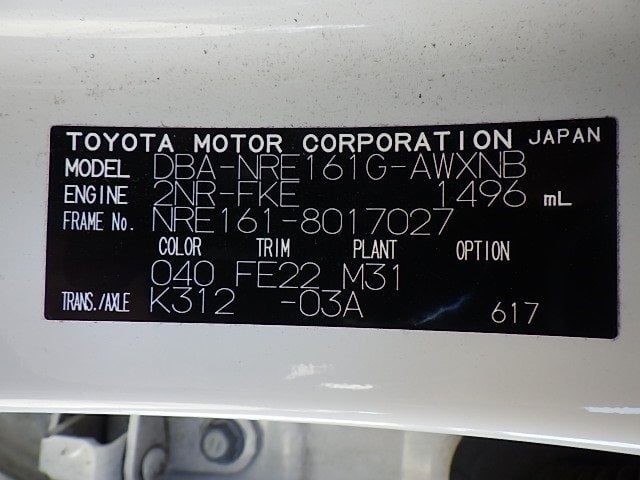 TOYOTA MOTOR CORPORATION JAPAN
MODEL DBA-NRE161G-AWXNB
ENGINE 2NR-FKE 1496 mL
FRAME No. NRE161-8017027
COLOR TRIM PLANT OPTION
040 FE22 M31
TRANS./AXLE K312 -03A 617